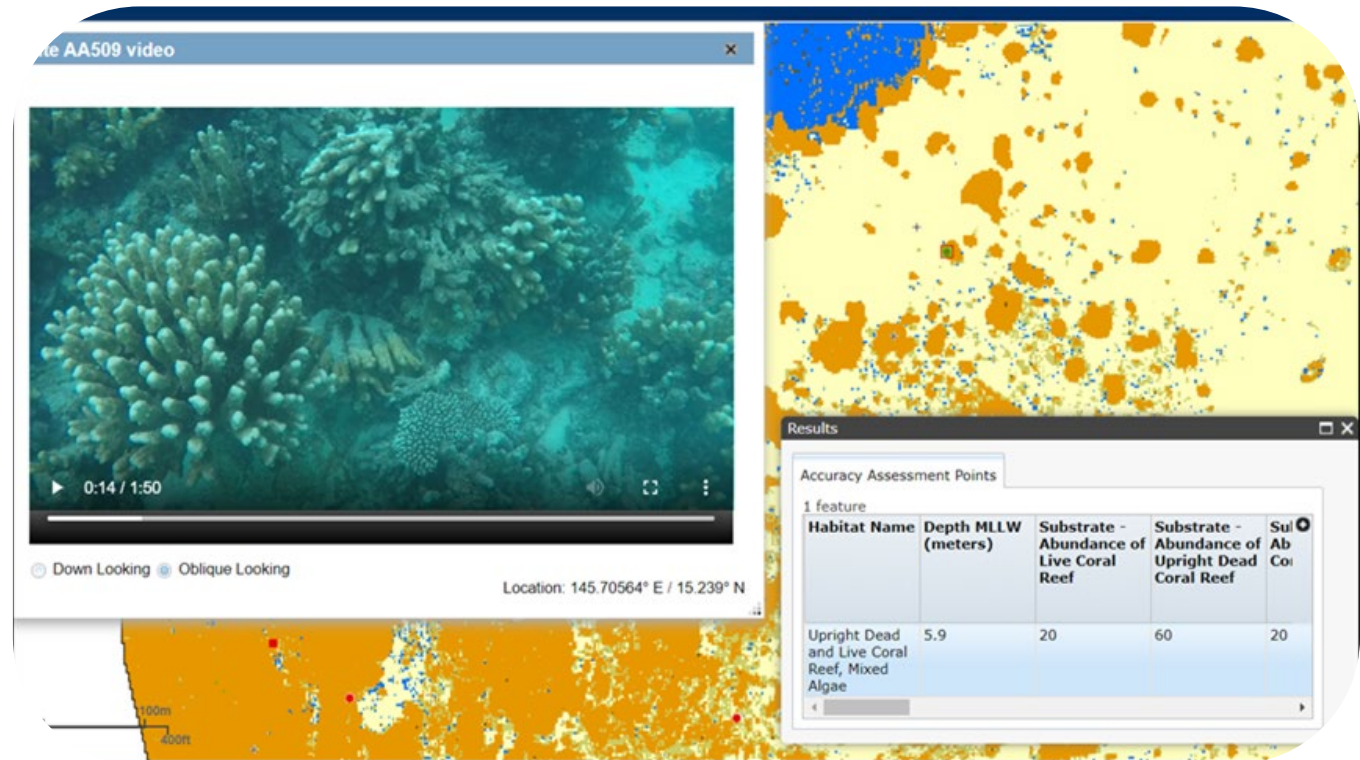 AA509 video
0:14 / 1:50
Down Looking
Oblique Looking
Location: 145.70564° E / 15.239° N
100m
400ft
Results
Accuracy Assessment Points
1 feature
Habitat Name
Depth MLLW
(meters)
Substrate -
Abundance of
Live Coral
Reef
Substrate -
Abundance of
Upright Dead
Coral Reef
Upright Dead
and Live Coral
Reef, Mixed
Algae
5.9
20
60
20